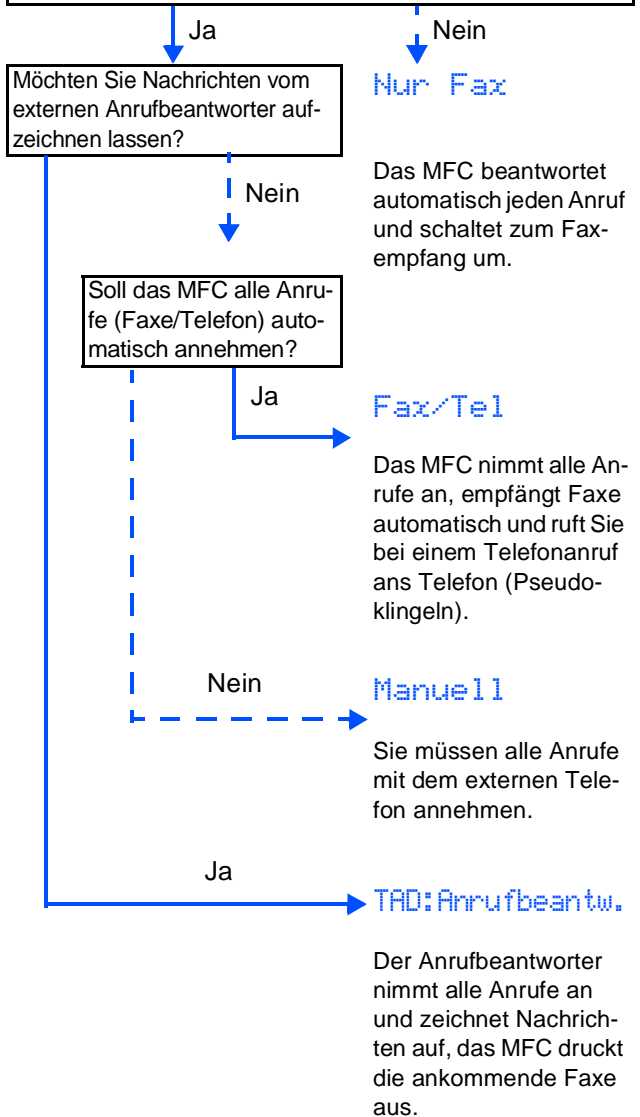 Ja
Nein
Möchten Sie Nachrichten vom
externen Anrufbeantworter auf-
zeichnen lassen?
Nur Fax
Das MFC beantwortet
automatisch jeden Anruf
und schaltet zum Fax-
empfang um.
Nein
Soll das MFC alle Anru-
fe (Faxe/Telefon) auto-
matisch annehmen?
Ja
Fax/Tel
Das MFC nimmt alle An-
rufe an, empfängt Faxe
automatisch und ruft Sie
bei einem Telefonanruf
ans Telefon (Pseudo-
klingeln).
Nein
Manuell
Sie müssen alle Anrufe
mit dem externen Tele-
fon annehmen.
Ja
TAD:Anrufbeantw.
Der Anrufbeantworter
nimmt alle Anrufe an
und zeichnet Nachrich-
ten auf, das MFC druckt
die ankommende Faxe
aus.